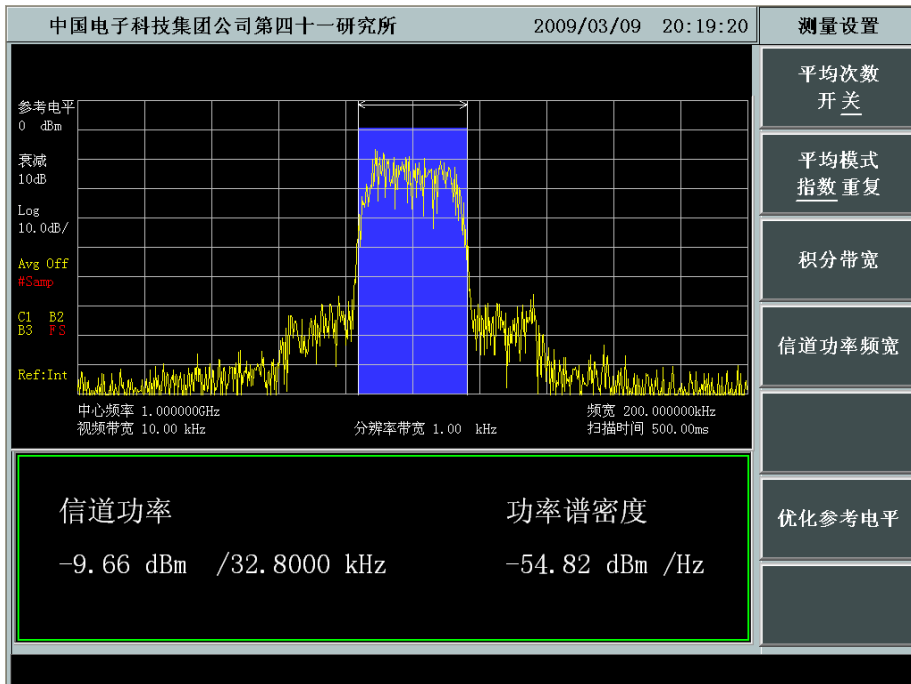 中国电子科技集团公司第四十一研究所 2009/03/09 20:19:20
测量设置
平均次数
开 关
平均模式
指数 重复
积分带宽
信道功率频宽
优化参考电平
参考电平
0 dBm
衰减
10dB
Log
10.0dB/
Avg Off
#Samp
C1 B2
B3 FS
Ref:Int
中心频率 1.000000GHz 频宽 200.000000kHz
视频带宽 10.00 kHz 分辨率带宽 1.00 kHz 扫描时间 500.00ms
信道功率 功率谱密度
-9.66 dBm /32.8000 kHz -54.82 dBm /Hz